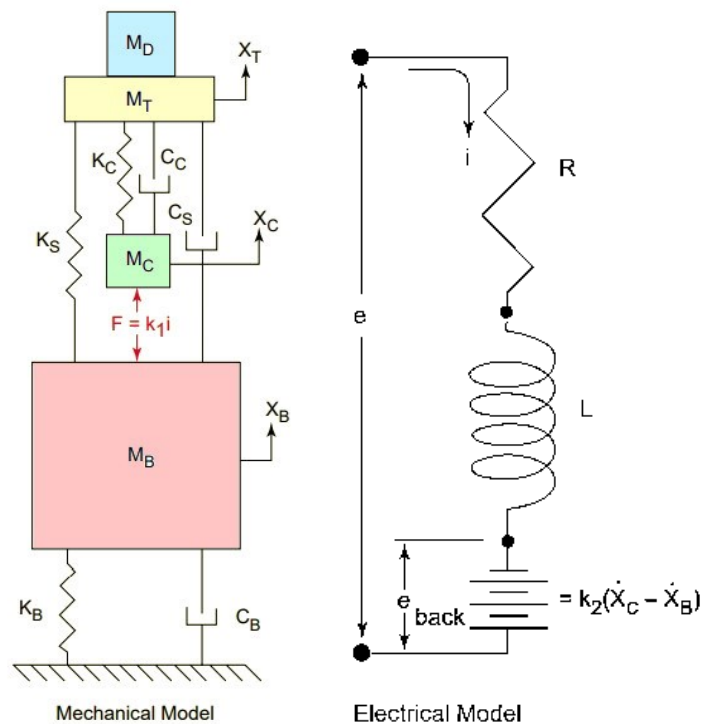 M_D
X_T
M_T
K_C
C_C
C_S
X_C
K_S
M_C
F = k_1i
X_B
M_B
K_B
C_B
Mechanical Model
i
R
e
L
e back
= k_2(Ẋ_C – Ẋ_B)
Electrical Model